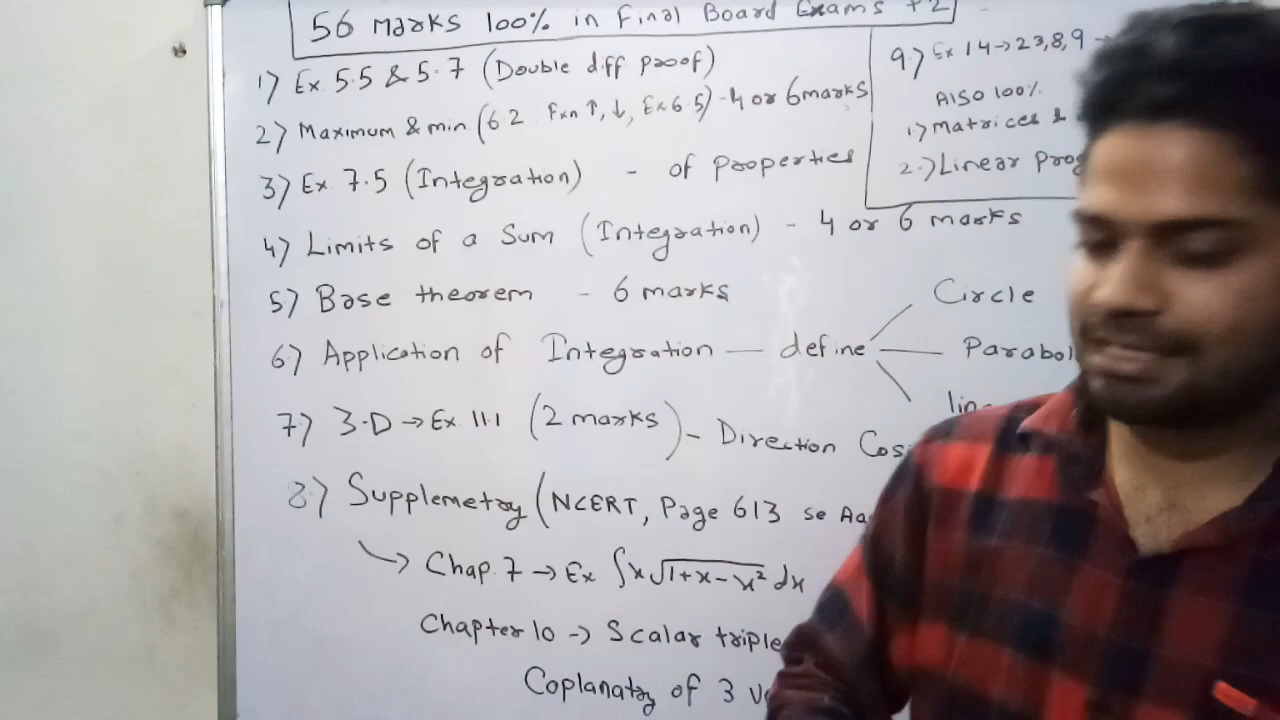 56 marks 100% in Final Board Exams +2
1) Ex 5.5 & 5.7 (Double diff proof)
2) Maximum & min (6.2 Fxn ↑, ↓, Ex 6.5) - 4 or 6 marks
3) Ex 7.5 (Integration) - of properties
4) Limits of a Sum (Integration) - 4 or 6 marks
5) Base theorem - 6 marks
6) Application of Integration — define
Circle
7) 3-D → Ex 11.1 (2 marks) - Direction
8) Supplemetry (NCERT, Page 613 se
→ Chap. 7 → Ex ∫x√1+x-x² dx
Chapter 10 → Scalar triple
Coplanatry of 3
9.) Ex 14 → 23,8,9
Also 100%
1) matrices &
2.) Linear